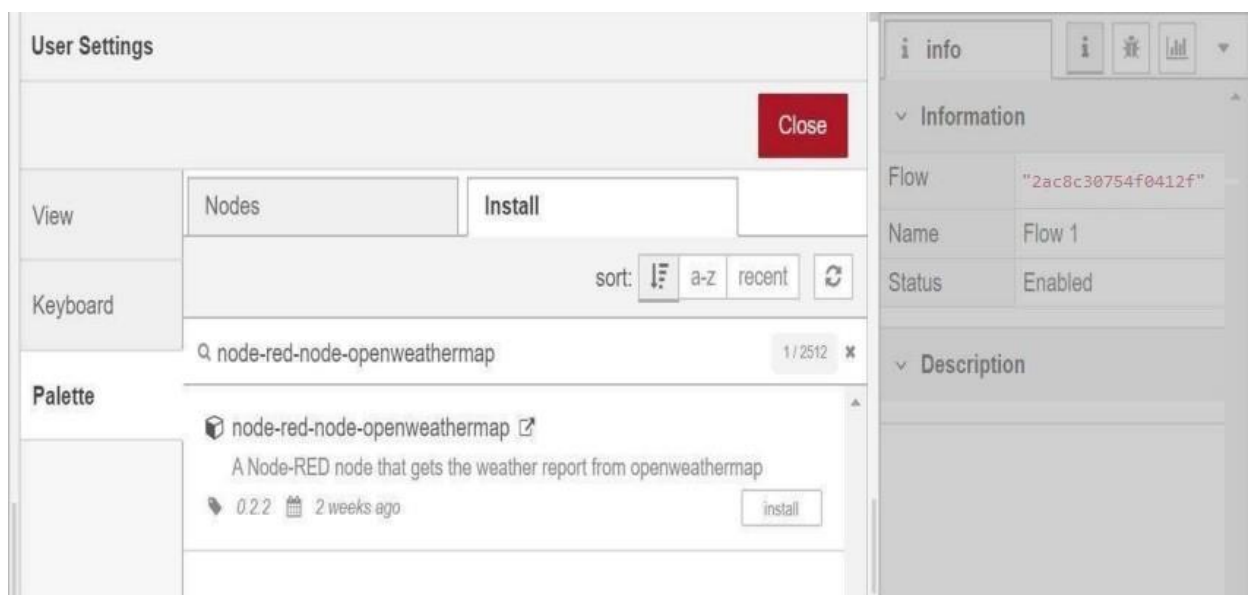 User Settings
Close
View
Keyboard
Palette
Nodes
Install
sort: a-z recent
node-red-node-openweathermap 1 / 2512
node-red-node-openweathermap
A Node-RED node that gets the weather report from openweathermap
0.2.2 2 weeks ago install
info
Information
Flow "2ac8c30754f0412f"
Name Flow 1
Status Enabled
Description